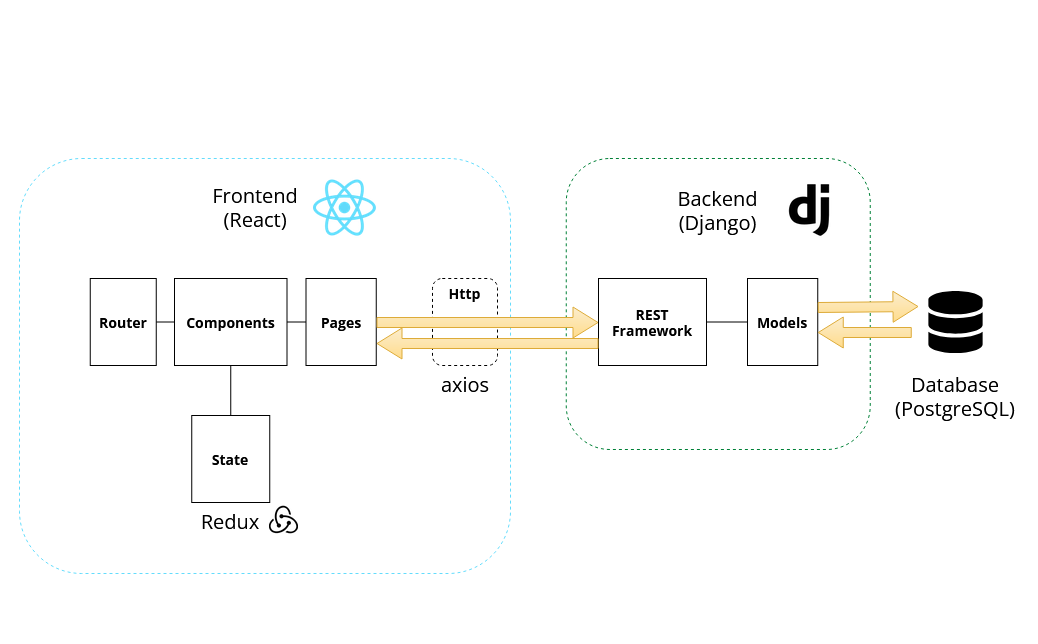 Frontend
(React)
Backend
(Django)
dj
Router
Components
Pages
Http
REST
Framework
Models
axios
Database
(PostgreSQL)
State
Redux